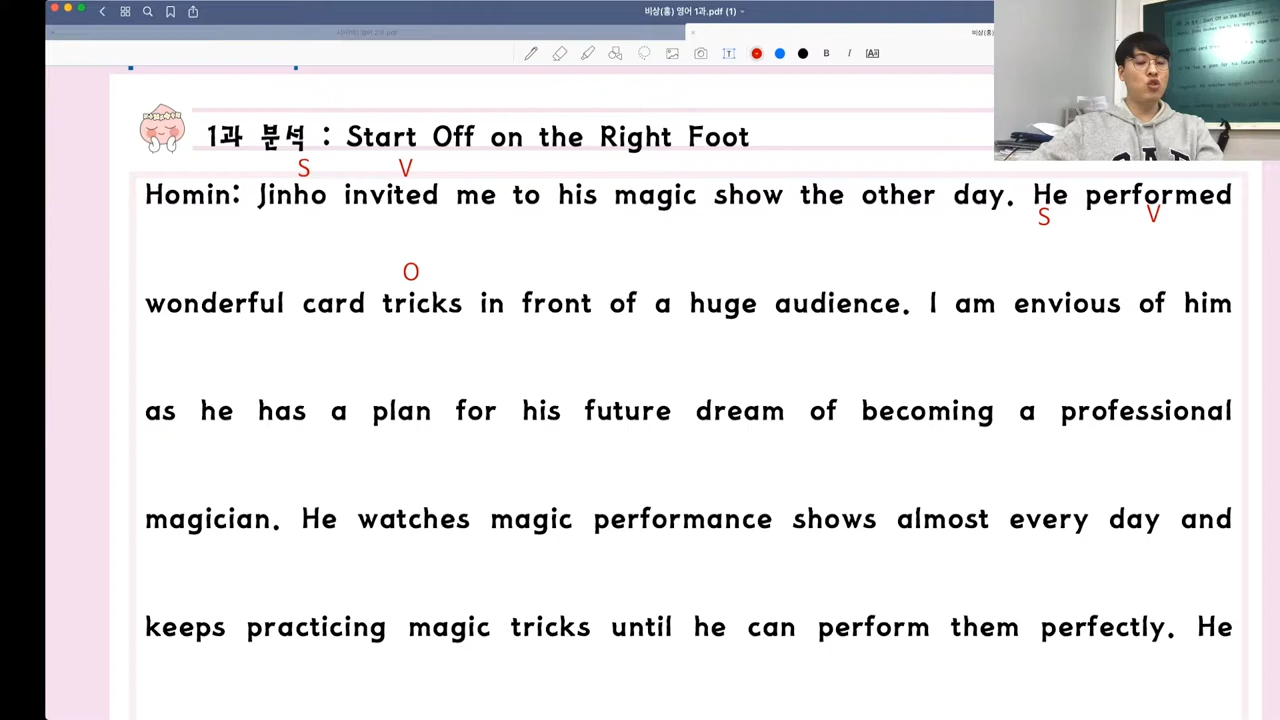 비상(홍) 영어 1과.pdf (1)
비상(홍)
T
B I Aa
1과 분석 : Start Off on the Right Foot
S V
Homin: Jinho invited me to his magic show the other day. He performed
S V
O
wonderful card tricks in front of a huge audience. I am envious of him
as he has a plan for his future dream of becoming a professional
magician. He watches magic performance shows almost every day and
keeps practicing magic tricks until he can perform them perfectly. He